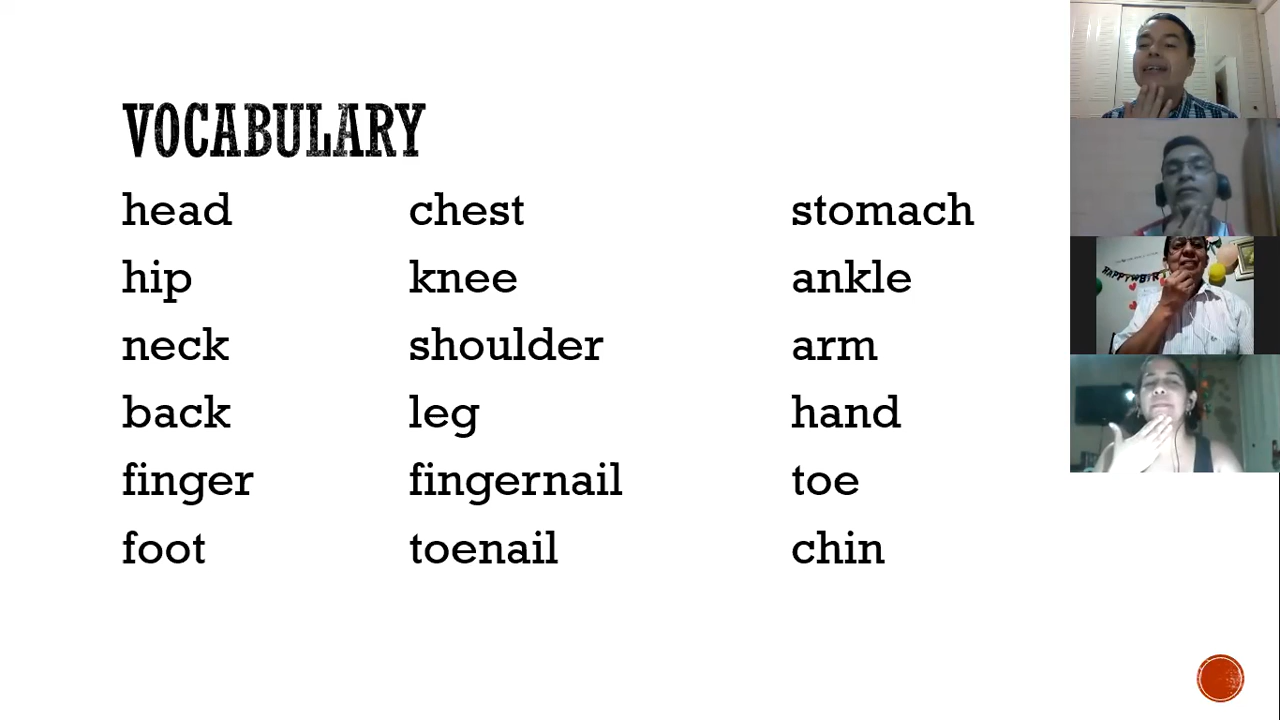 VOCABULARY
head chest stomach
hip knee ankle
neck shoulder arm
back leg hand
finger fingernail toe
foot toenail chin